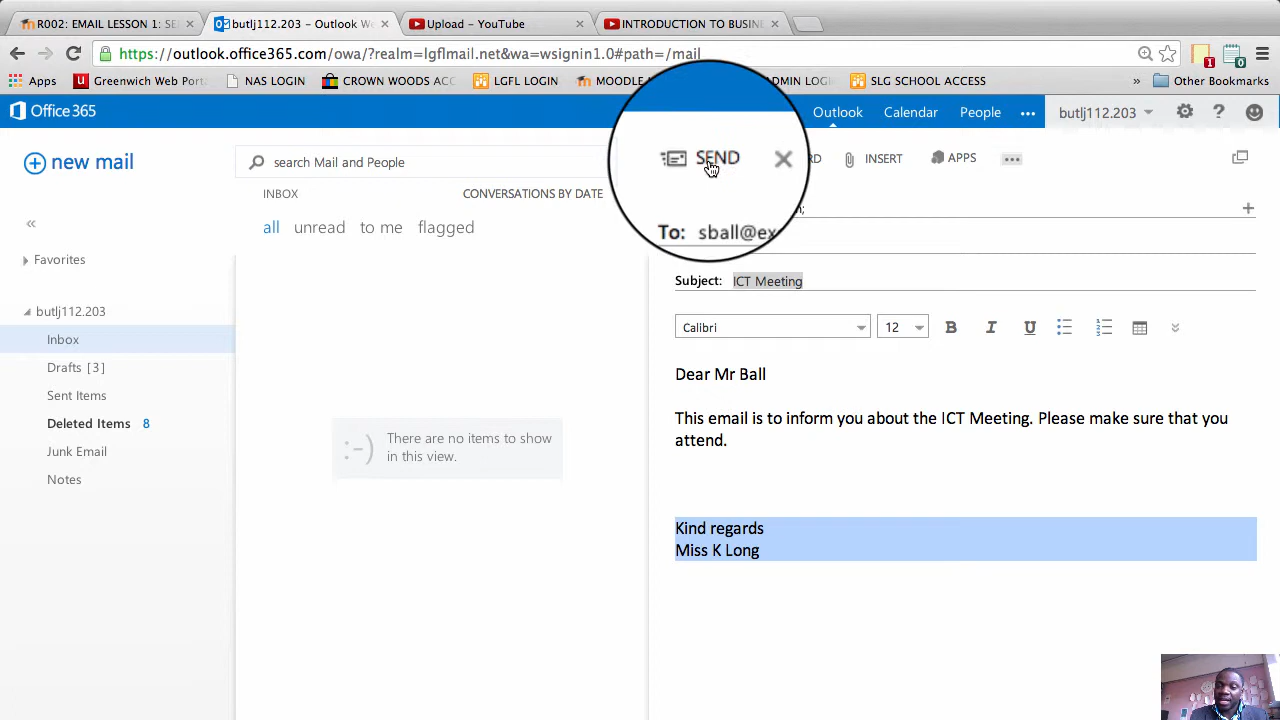 R002: EMAIL LESSON 1: SE
butlj112.203 – Outlook We
Upload – YouTube
INTRODUCTION TO BUSINE
https://outlook.office365.com/owa/?realm=lgflmail.net&wa=wsignin1.0#path=/mail
Apps
Greenwich Web Port
NAS LOGIN
CROWN WOODS ACC
LGFL LOGIN
MOODLE
ADMIN LOG
SLG SCHOOL ACCESS
»
Other Bookmarks
1
0
Office 365
Outlook
Calendar
People
•••
butlj112.203
?
new mail
search Mail and People
SEND
RD
INSERT
APPS
•••
INBOX
CONVERSATIONS BY DATE
all
unread
to me
flagged
To: sball@ex
Favorites
butlj112.203
Inbox
Drafts [3]
Sent Items
Deleted Items 8
Junk Email
Notes
There are no items to show
in this view.
:-)
Subject: ICT Meeting
Calibri
12
B
I
U
Dear Mr Ball
This email is to inform you about the ICT Meeting. Please make sure that you
attend.
Kind regards
Miss K Long